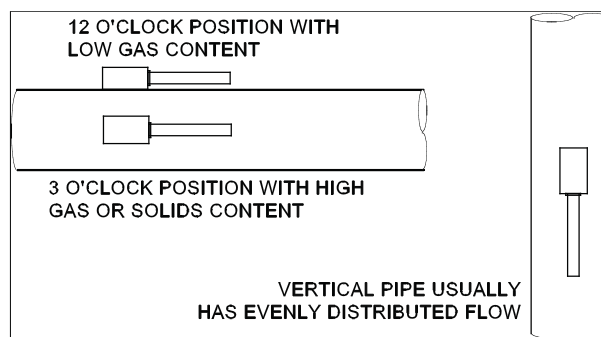 12 O'CLOCK POSITION WITH
LOW GAS CONTENT
3 O'CLOCK POSITION WITH HIGH
GAS OR SOLIDS CONTENT
VERTICAL PIPE USUALLY
HAS EVENLY DISTRIBUTED FLOW